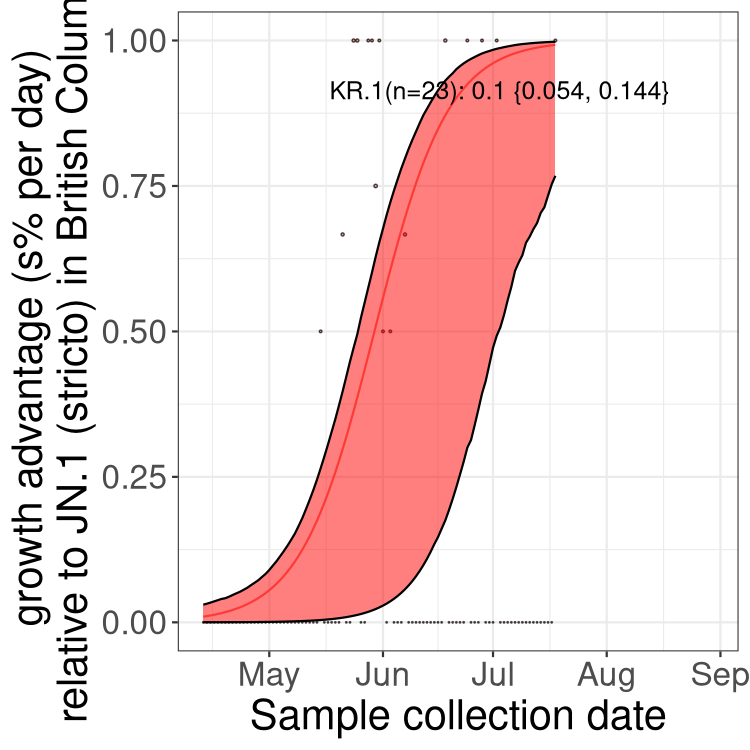 growth advantage (s% per day)
relative to JN.1 (stricto) in British Colum
1.00
0.75
0.50
0.25
0.00
KR.1(n=23): 0.1 {0.054, 0.144}
May Jun Jul Aug Sep
Sample collection date